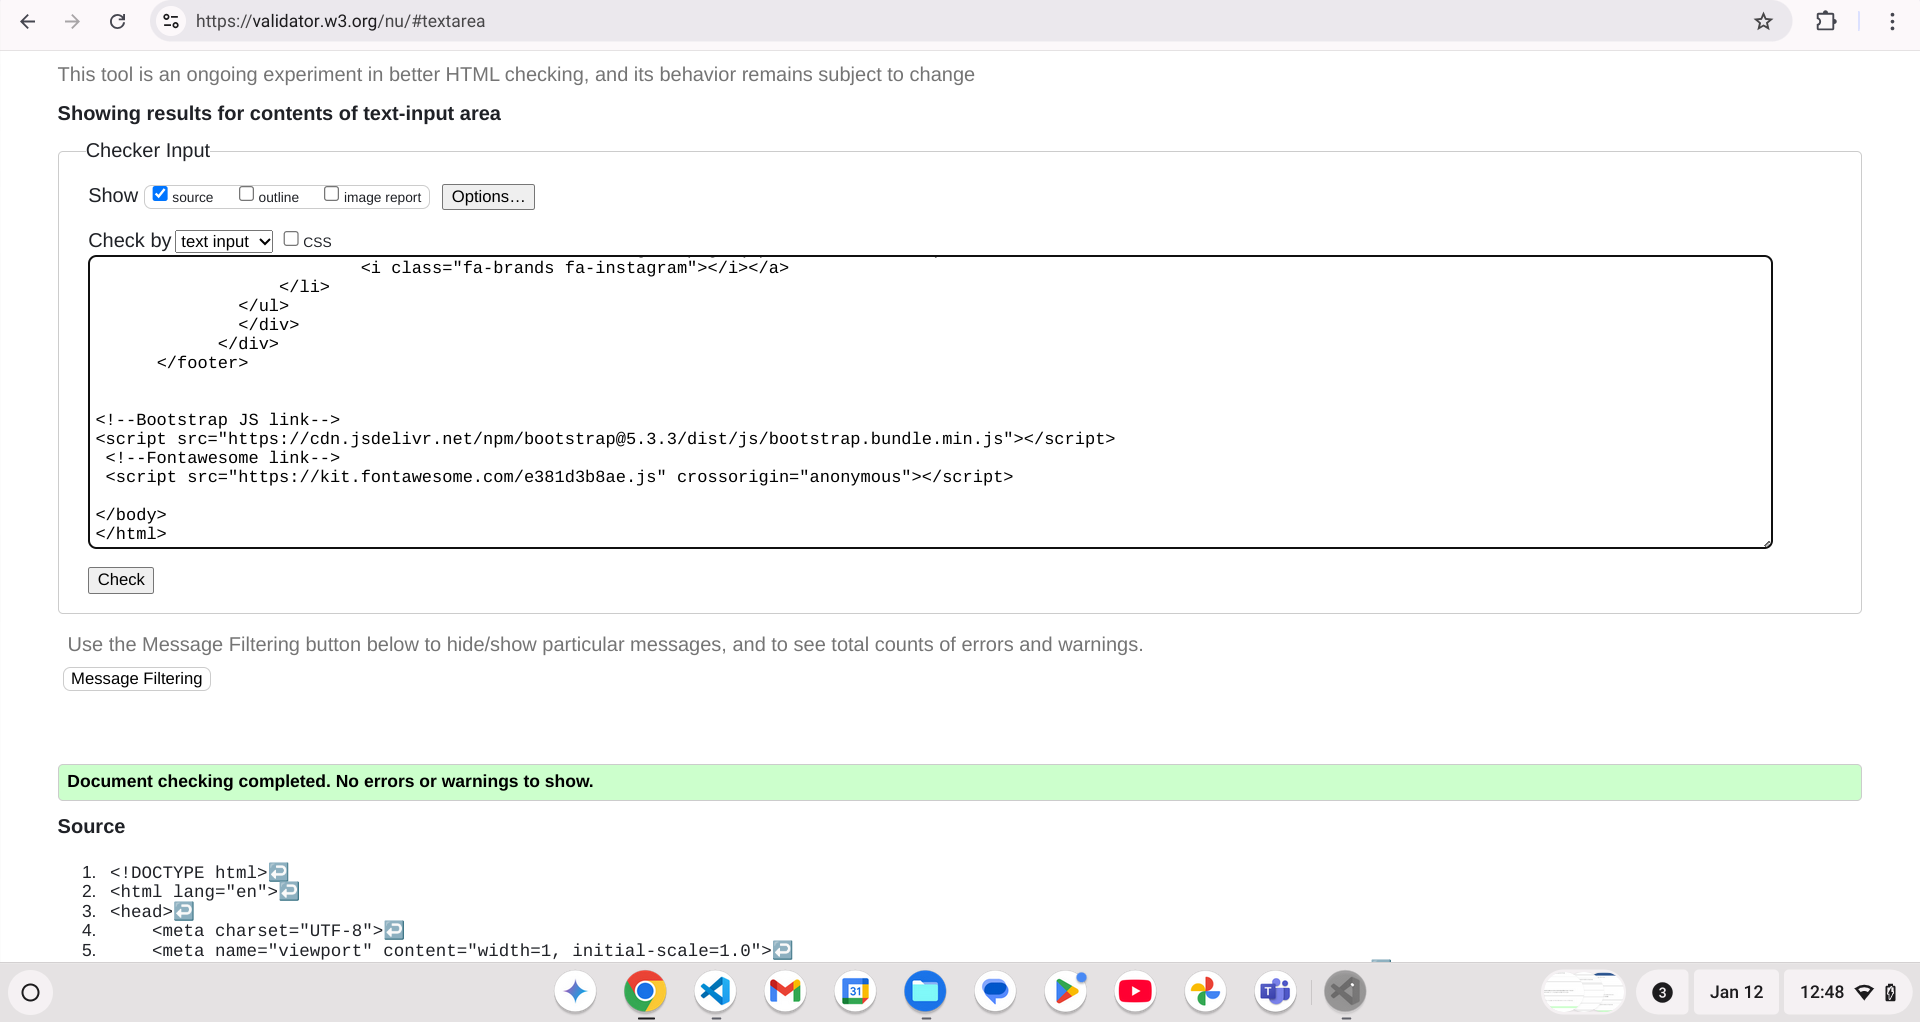 https://validator.w3.org/nu/#textarea
This tool is an ongoing experiment in better HTML checking, and its behavior remains subject to change
Showing results for contents of text-input area
Checker Input
Show source outline image report Options...
Check by text input CSS
<i class="fa-brands fa-instagram"></i></a>
</li>
</ul>
</div>
</div>
</footer>
<!--Bootstrap JS link-->
<script src="https://cdn.jsdelivr.net/npm/bootstrap@5.3.3/dist/js/bootstrap.bundle.min.js"></script>
<!--Fontawesome link-->
<script src="https://kit.fontawesome.com/e381d3b8ae.js" crossorigin="anonymous"></script>
</body>
</html>
Check
Use the Message Filtering button below to hide/show particular messages, and to see total counts of errors and warnings.
Message Filtering
Document checking completed. No errors or warnings to show.
Source
1. <!DOCTYPE html>
2. <html lang="en">
3. <head>
4. <meta charset="UTF-8">
5. <meta name="viewport" content="width=1, initial-scale=1.0">
31
3
Jan 12
12:48